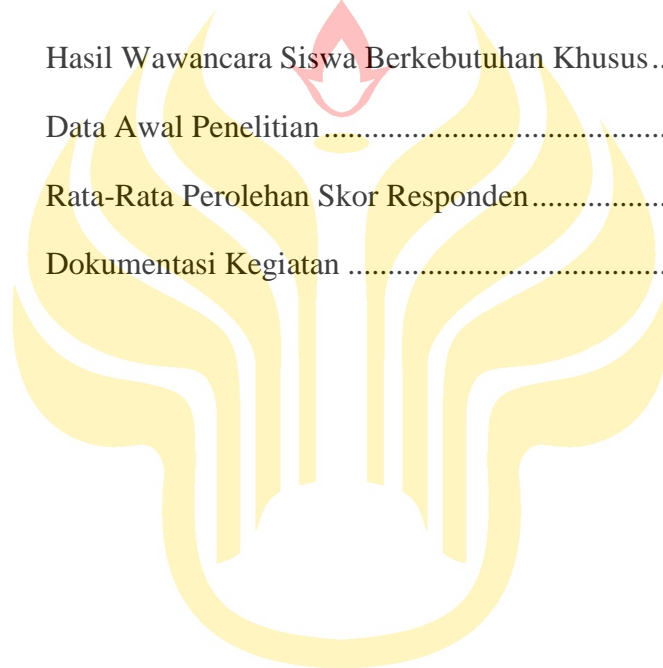 Hasil Wawancara Siswa Berkebutuhan Khusus..
Data Awal Penelitian.............................................
Rata-Rata Perolehan Skor Responden.................
Dokumentasi Kegiatan .........................................